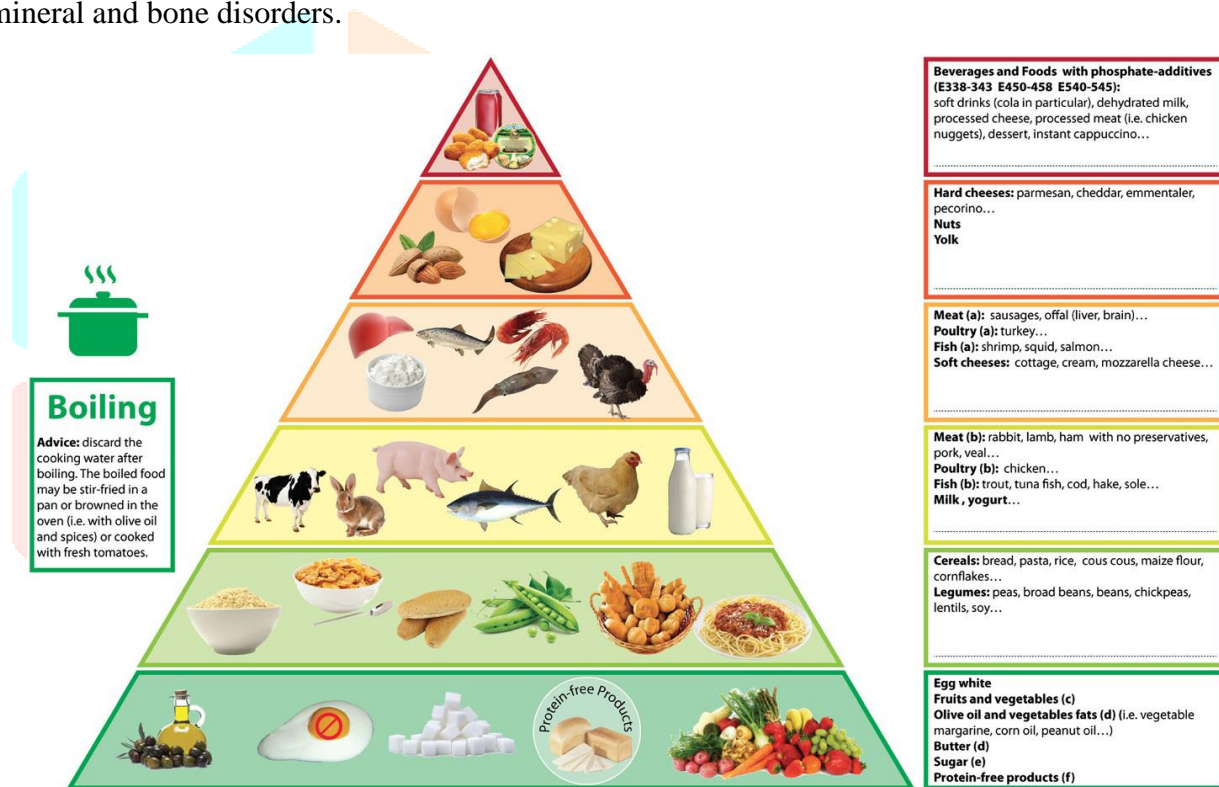 mineral and bone disorders.
Beverages and Foods with phosphate-additives
(E338-343 E450-458 E540-545):
soft drinks (cola in particular), dehydrated milk,
processed cheese, processed meat (i.e. chicken
nuggets), dessert, instant cappuccino…
Hard cheeses: parmesan, cheddar, emmentaler,
pecorino…
Nuts
Yolk
Meat (a): sausages, offal (liver, brain)…
Poultry (a): turkey…
Fish (a): shrimp, squid, salmon…
Soft cheeses: cottage, cream, mozzarella cheese…
Boiling
Advice: discard the
cooking water after
boiling. The boiled food
may be stir-fried in a
pan or browned in the
oven (i.e. with olive oil
and spices) or cooked
with fresh tomatoes.
Meat (b): rabbit, lamb, ham with no preservatives,
pork, veal…
Poultry (b): chicken…
Fish (b): trout, tuna fish, cod, hake, sole…
Milk , yogurt…
Cereals: bread, pasta, rice, cous cous, maize flour,
cornflakes…
Legumes: peas, broad beans, beans, chickpeas,
lentils, soy…
Protein-free Products
Egg white
Fruits and vegetables (c)
Olive oil and vegetables fats (d) (i.e. vegetable
margarine, corn oil, peanut oil…)
Butter (d)
Sugar (e)
Protein-free products (f)